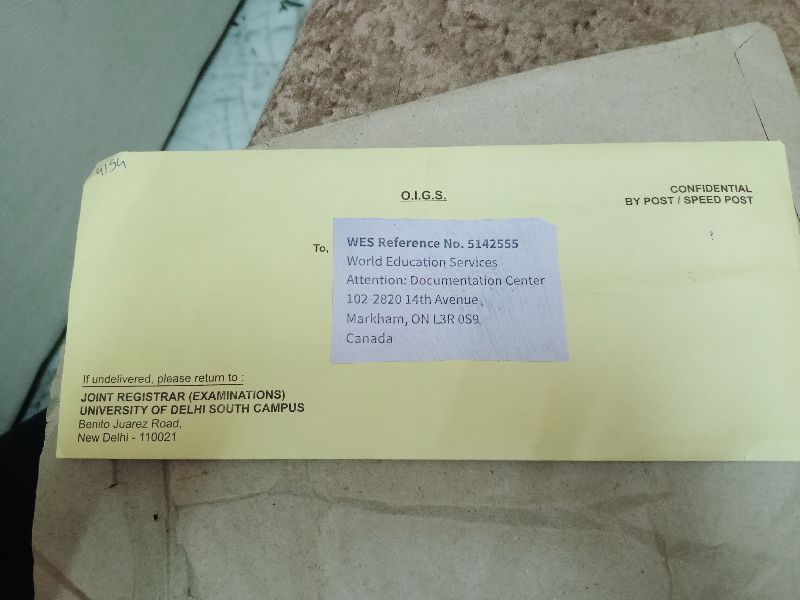 O.I.G.S.
CONFIDENTIAL
BY POST / SPEED POST
To,
WES Reference No. 5142555
World Education Services
Attention: Documentation Center
102-2820 14th Avenue,
Markham, ON L3R 0S9
Canada
If undelivered, please return to :
JOINT REGISTRAR (EXAMINATIONS)
UNIVERSITY OF DELHI SOUTH CAMPUS
Benito Juarez Road,
New Delhi - 110021